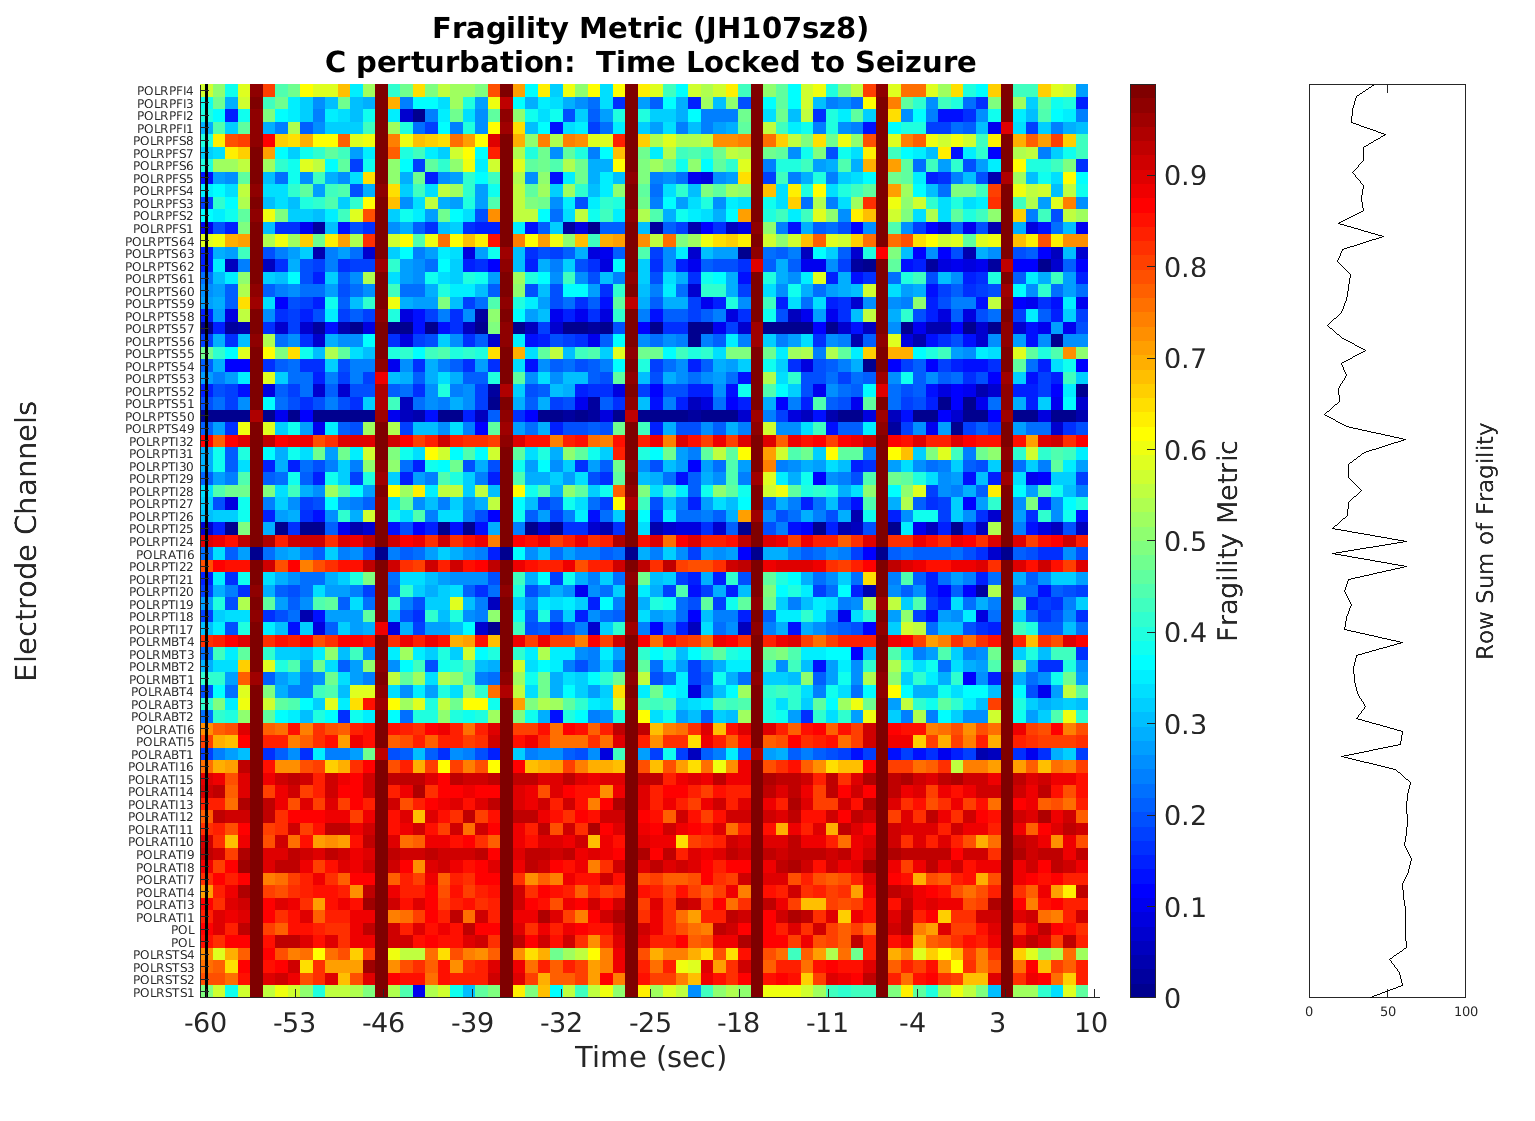 Fragility Metric (JH107sz8)
C perturbation: Time Locked to Seizure
Electrode Channels
POLRPFI4
POLRPFI3
POLRPFI2
POLRPFI1
POLRPFS8
POLRPFS7
POLRPFS6
POLRPFS5
POLRPFS4
POLRPFS3
POLRPFS2
POLRPFS1
POLRPTS64
POLRPTS63
POLRPTS62
POLRPTS61
POLRPTS60
POLRPTS59
POLRPTS58
POLRPTS57
POLRPTS56
POLRPTS55
POLRPTS54
POLRPTS53
POLRPTS52
POLRPTS51
POLRPTS50
POLRPTS49
POLRPTI32
POLRPTI31
POLRPTI30
POLRPTI29
POLRPTI28
POLRPTI27
POLRPTI26
POLRPTI25
POLRPTI24
POLRATI6
POLRPTI22
POLRPTI21
POLRPTI20
POLRPTI19
POLRPTI18
POLRPTI17
POLRMBT4
POLRMBT3
POLRMBT2
POLRMBT1
POLRABT4
POLRABT3
POLRABT2
POLRATI6
POLRATI5
POLRABT1
POLRATI16
POLRATI15
POLRATI14
POLRATI13
POLRATI12
POLRATI11
POLRATI10
POLRATI9
POLRATI8
POLRATI7
POLRATI4
POLRATI3
POLRATI1
POL
POL
POLRSTS4
POLRSTS3
POLRSTS2
POLRSTS1
-60 -53 -46 -39 -32 -25 -18 -11 -4 3 10
Time (sec)
0.9
0.8
0.7
0.6
0.5
0.4
0.3
0.2
0.1
0
Fragility Metric
0 50 100
Row Sum of Fragility